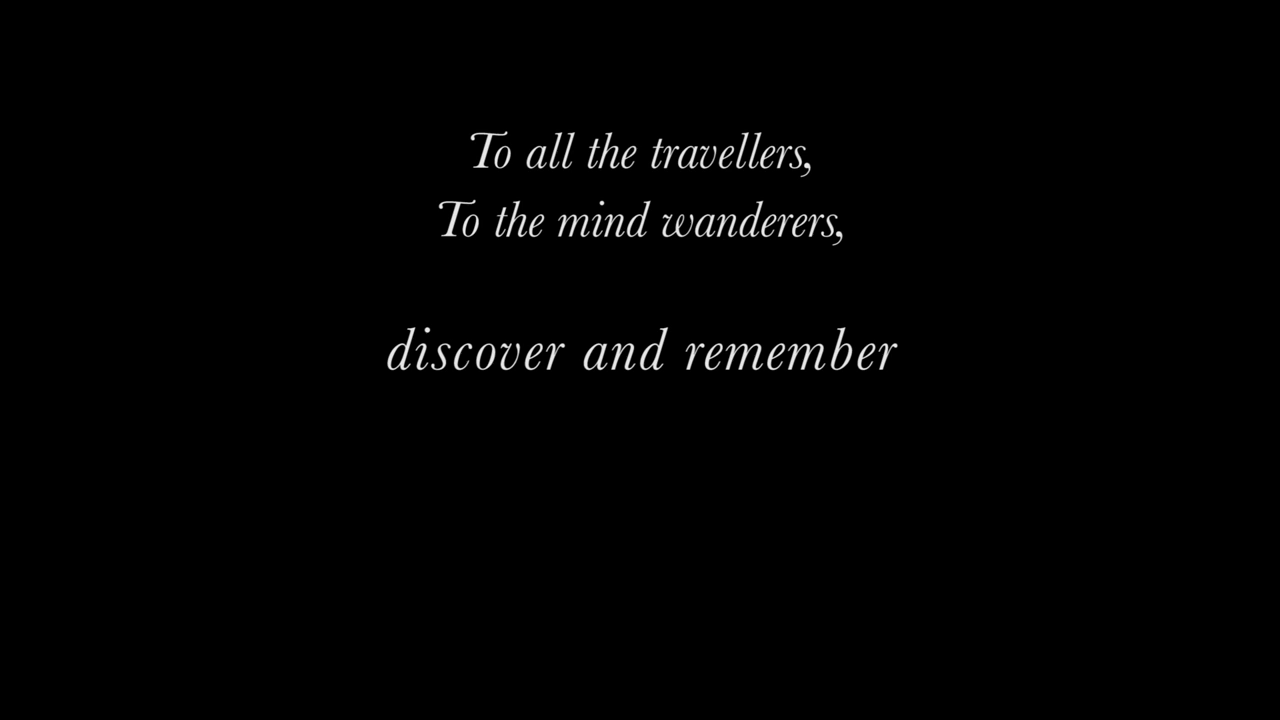 To all the travellers,
To the mind wanderers,
discover and remember